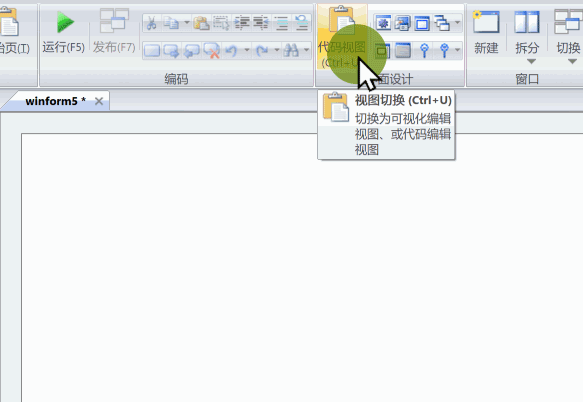 台页(T)
运行(F5)
发布(F7)
代码视图
(Ctrl+U)
新建
拆分
切换
编码
面设计
窗口
winform5 *
视图切换 (Ctrl+U)
切换为可视化编辑
视图、或代码编辑
视图